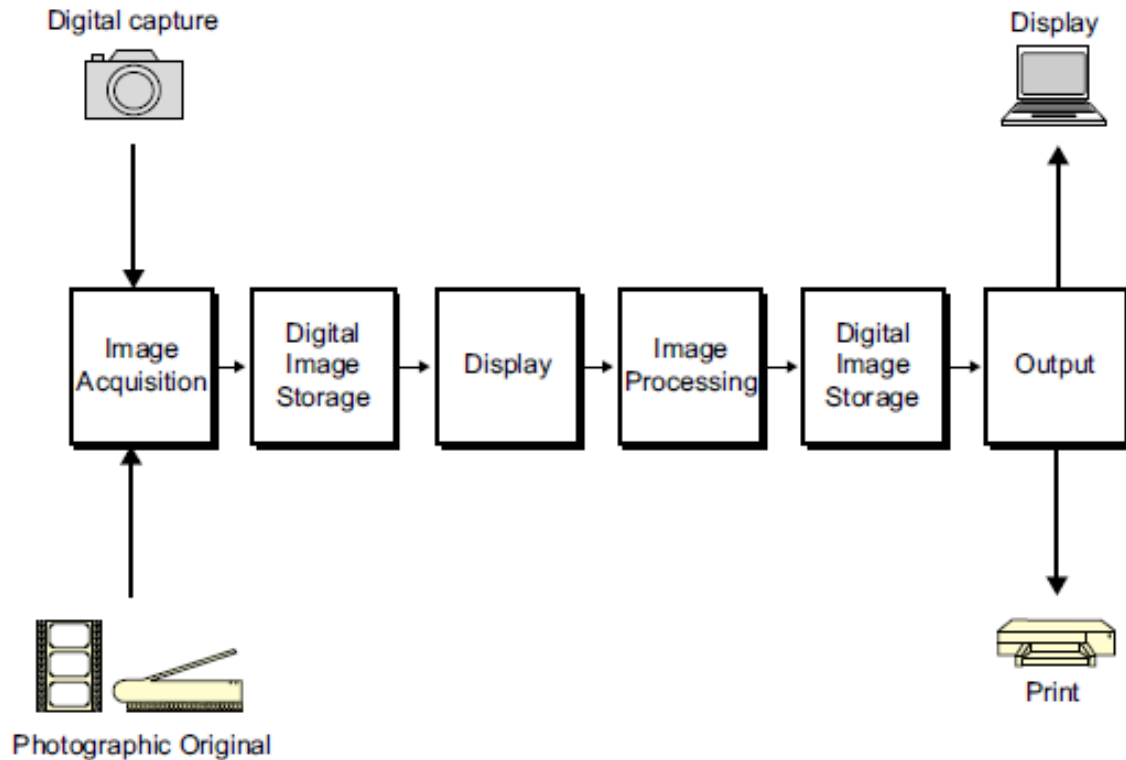 Digital capture
Display
Image
Acquisition
Digital
Image
Storage
Display
Image
Processing
Digital
Image
Storage
Output
Print
Photographic Original